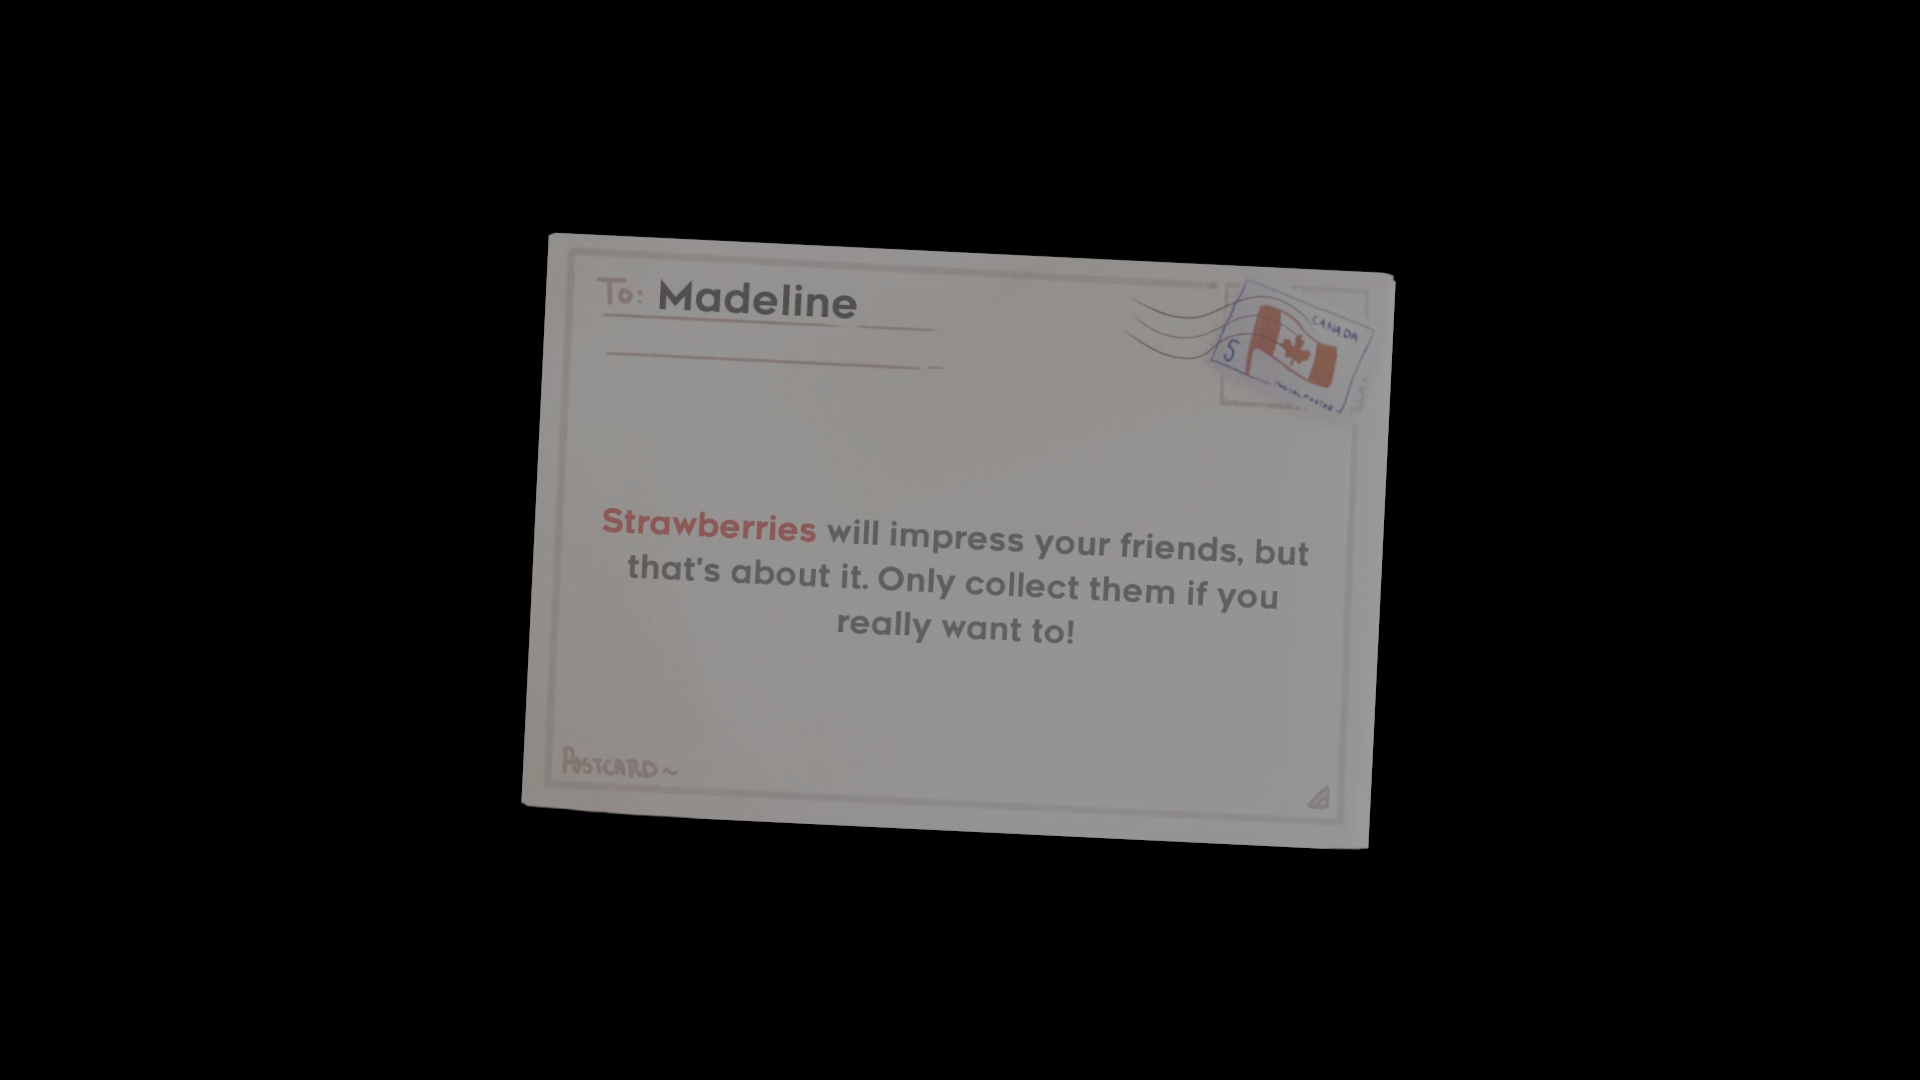 To: Madeline
CANADA
5
Strawberries will impress your friends, but
that's about it. Only collect them if you
really want to!
POSTCARD~